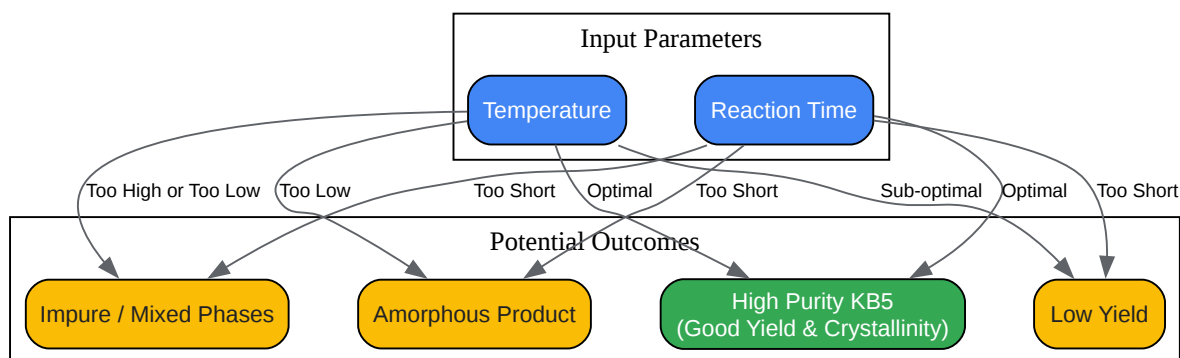 Input Parameters
Temperature
Reaction Time
Too High or Too Low
Too Low
Too Short
Optimal
Too Short
Sub-optimal
Optimal
Too Short
Potential Outcomes
Impure / Mixed Phases
Amorphous Product
High Purity KB5
(Good Yield & Crystallinity)
Low Yield